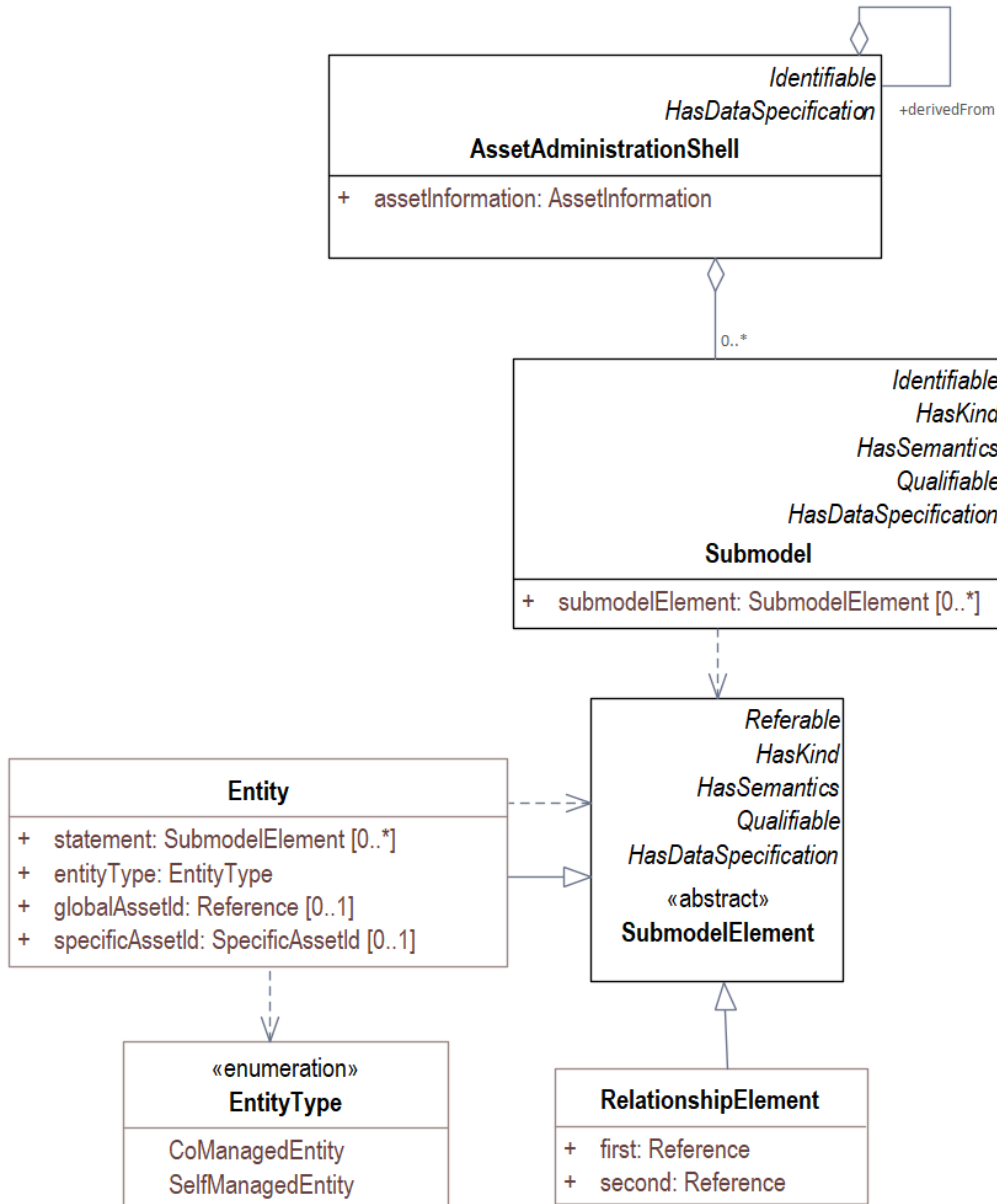 Identifiable
HasDataSpecification
+derivedFrom
AssetAdministrationShell
+ assetInformation: AssetInformation
0..*
Identifiable
HasKind
HasSemantics
Qualifiable
HasDataSpecification
Submodel
+ submodelElement: SubmodelElement [0..*]
Referable
HasKind
HasSemantics
Qualifiable
HasDataSpecification
«abstract»
SubmodelElement
Entity
+ statement: SubmodelElement [0..*]
+ entityType: EntityType
+ globalAssetId: Reference [0..1]
+ specificAssetId: SpecificAssetId [0..1]
«enumeration»
EntityType
CoManagedEntity
SelfManagedEntity
RelationshipElement
+ first: Reference
+ second: Reference